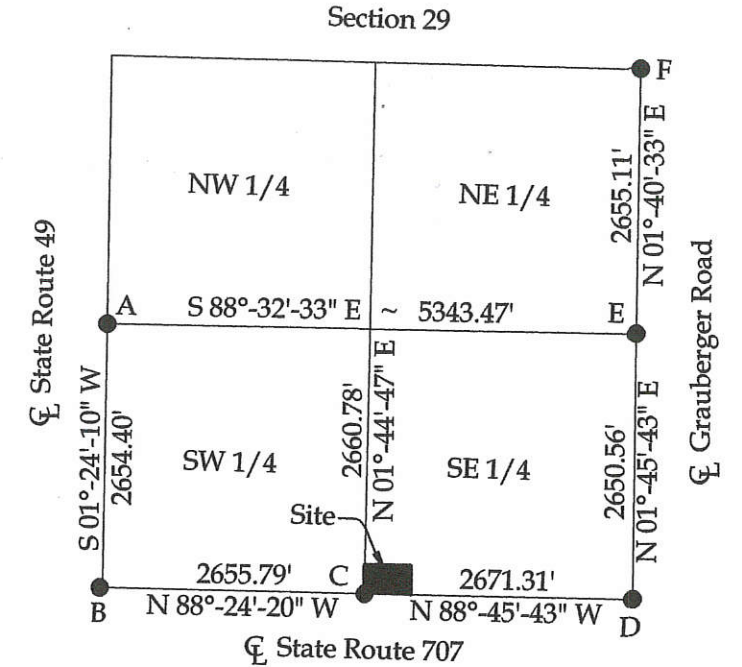 Section 29
F
NW 1/4
NE 1/4
2655.11'
N 01°-40'-33" E
℄ State Route 49
℄ Grauberger Road
A
S 88°-32'-33" E ~ 5343.47'
E
S 01°-24'-10" W
2654.40'
2660.78'
N 01°-44'-47" E
2650.56'
N 01°-45'-43" E
SW 1/4
SE 1/4
Site
2655.79'
C
2671.31'
B
N 88°-24'-20" W
N 88°-45'-43" W
D
℄ State Route 707